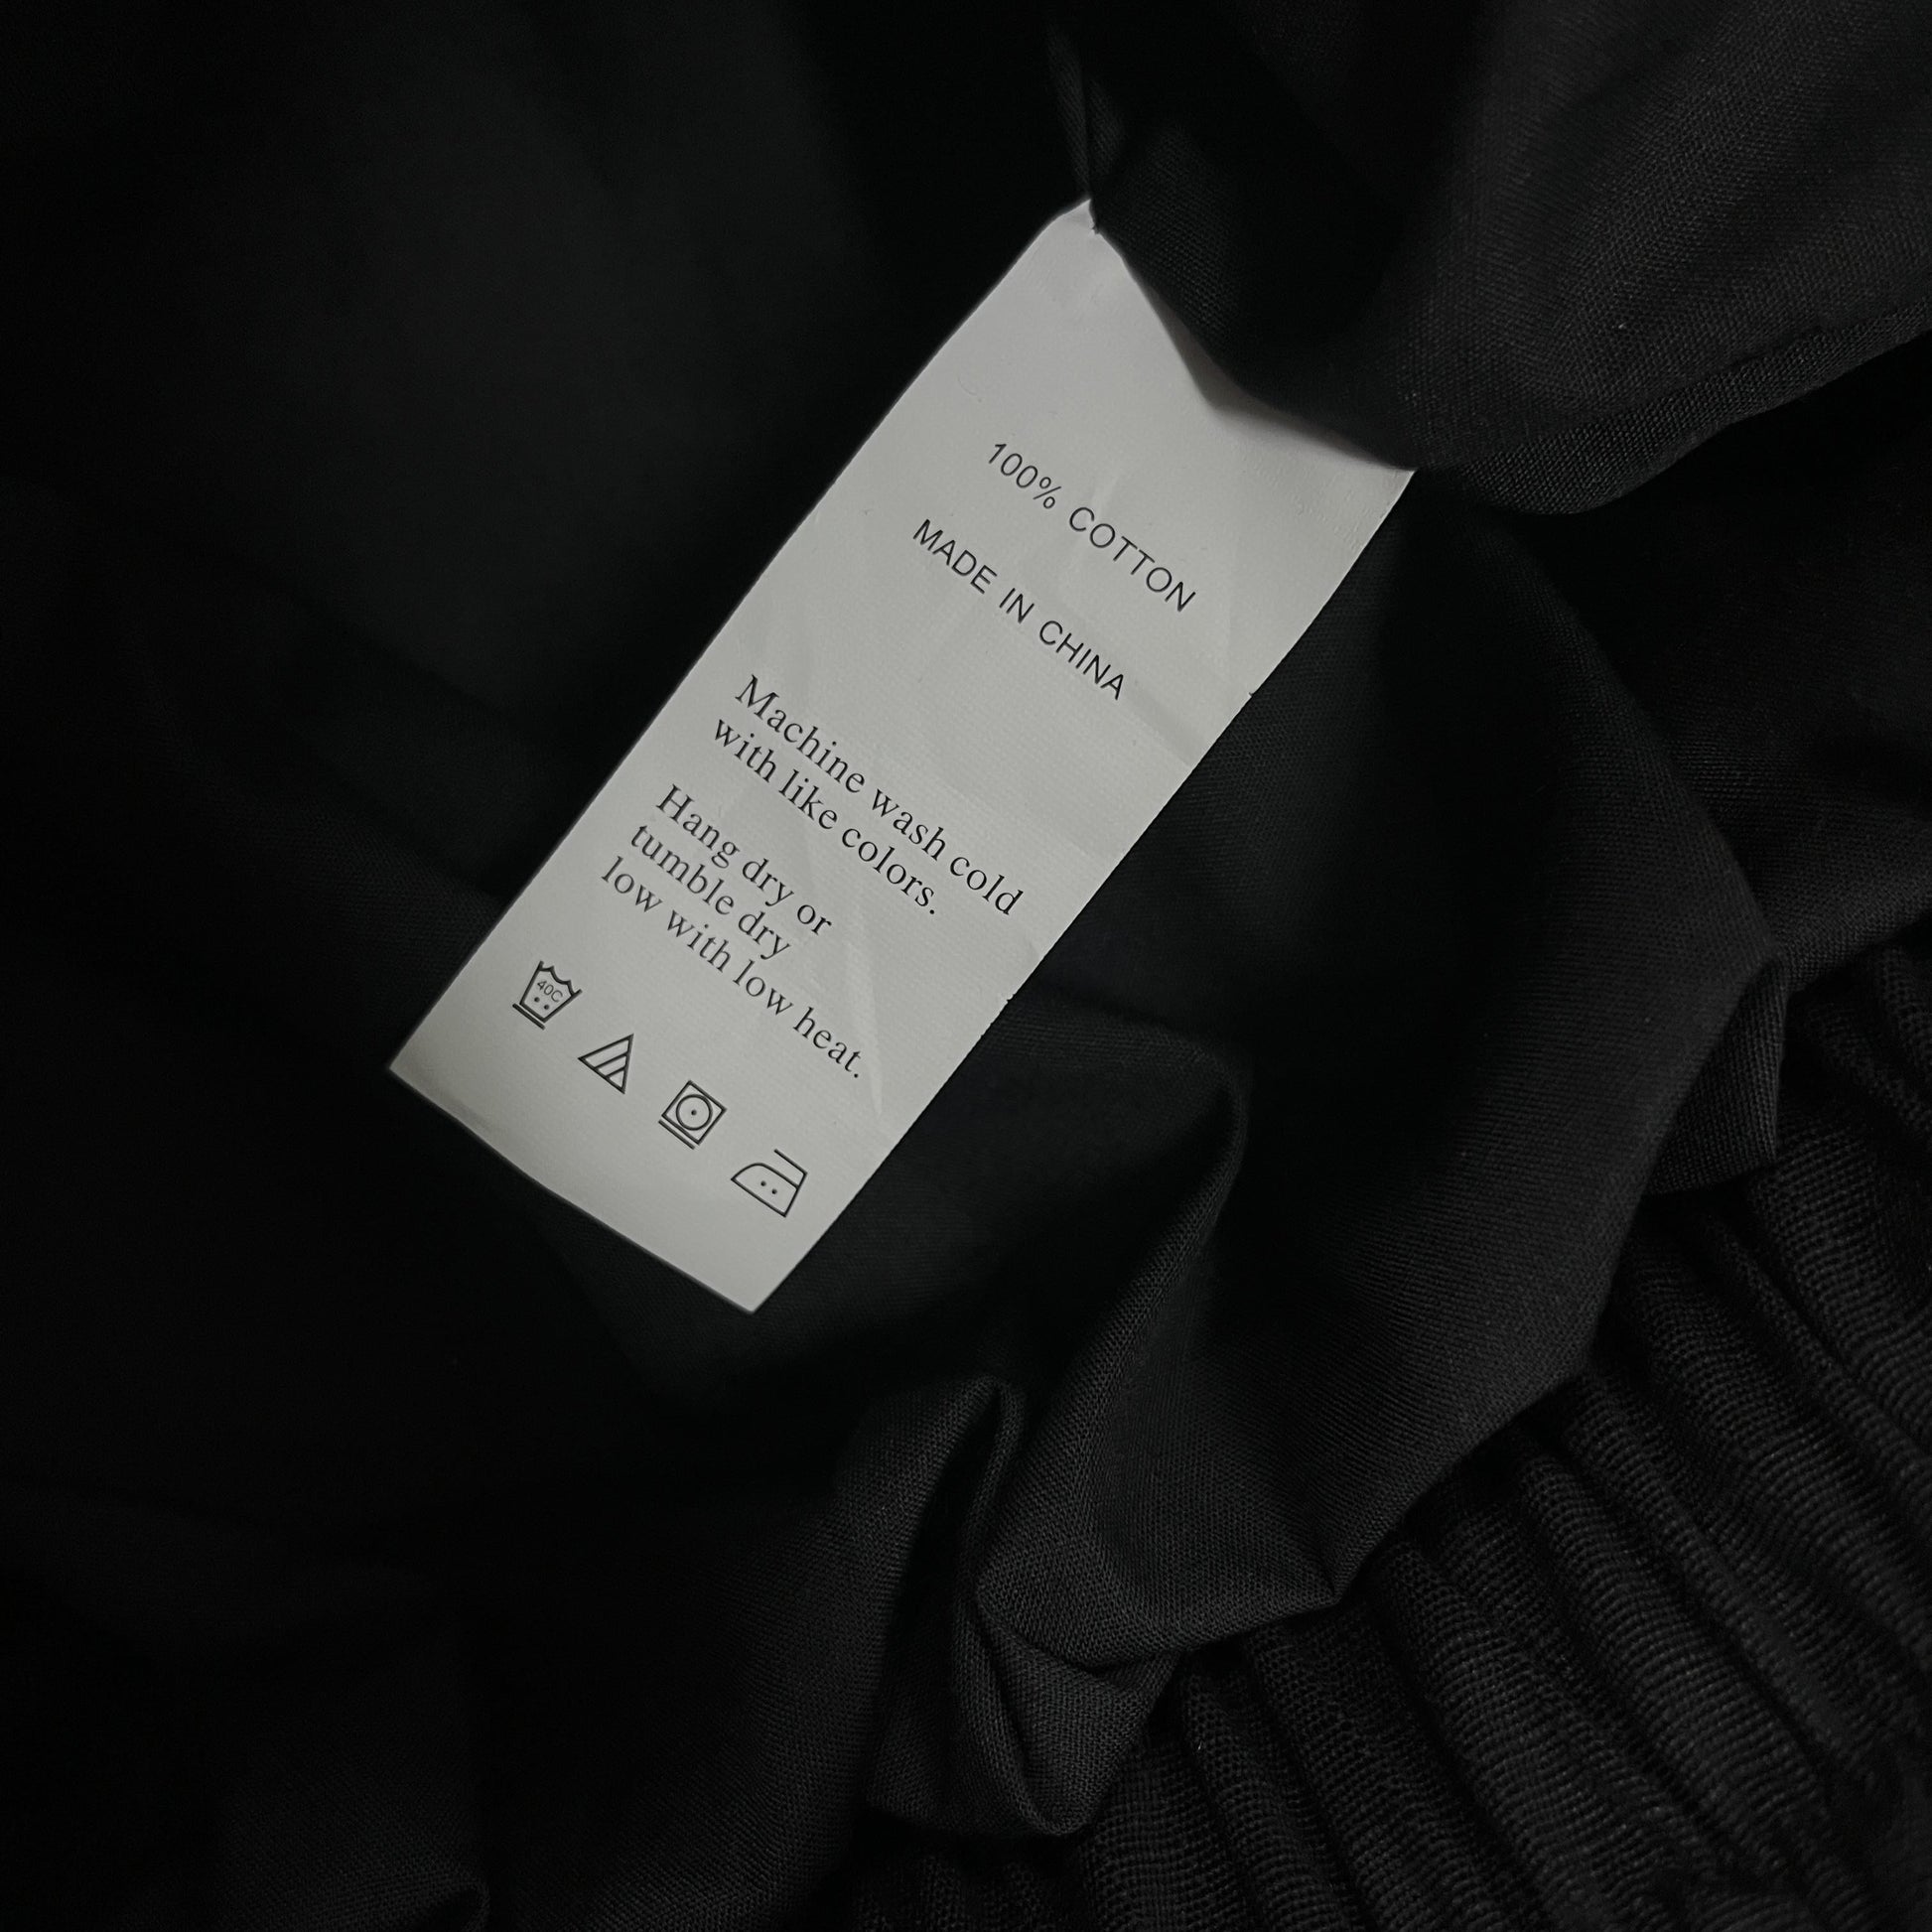 100% COTTON
MADE IN CHINA
Machine wash cold
with like colors.
Hang dry or
tumble dry
low with low heat.
40C